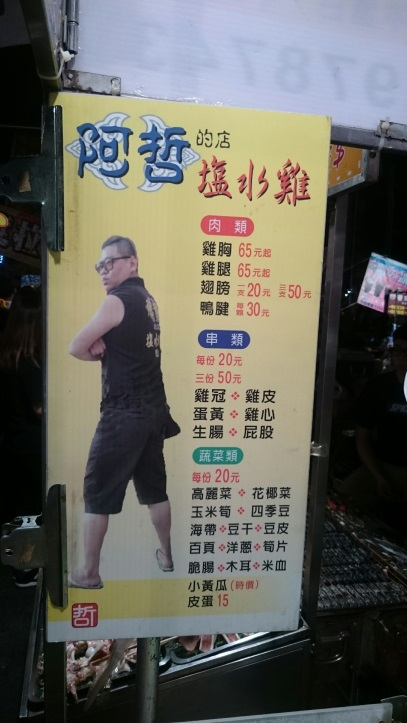 阿哲的店
塩水雞
肉類
雞胸 65元起
雞腿 65元起
翅膀 一支20元 三支50元
鴨腱 每顆30元
串類
每份20元
三份50元
雞冠❖雞皮
蛋黃❖雞心
生腸❖屁股
蔬菜類
每份20元
高麗菜❖花椰菜
玉米筍❖四季豆
海帶❖豆干❖豆皮
百頁❖洋蔥❖筍片
脆腸❖木耳❖米血
小黃瓜(時價)
皮蛋15
哲